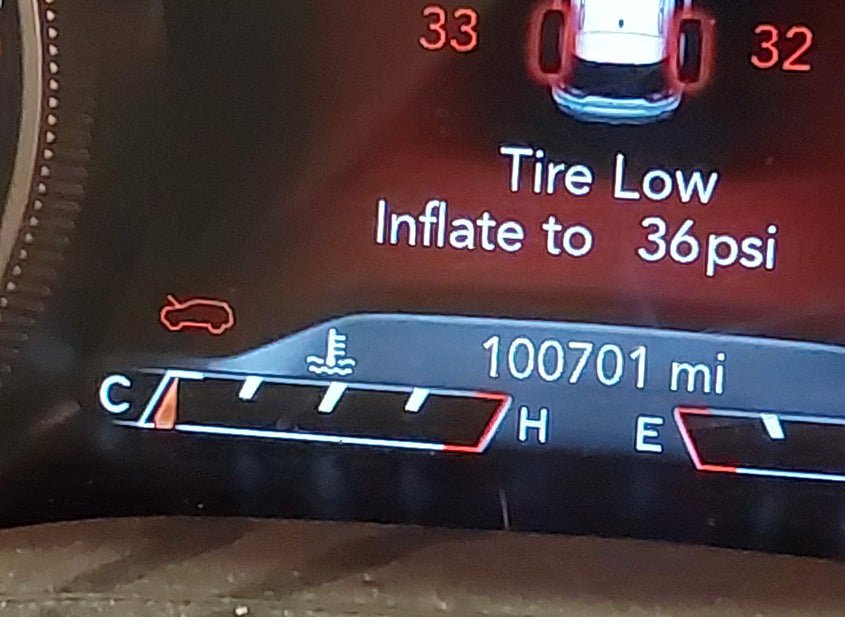 33 32
Tire Low
Inflate to 36psi
100701 mi
C H E